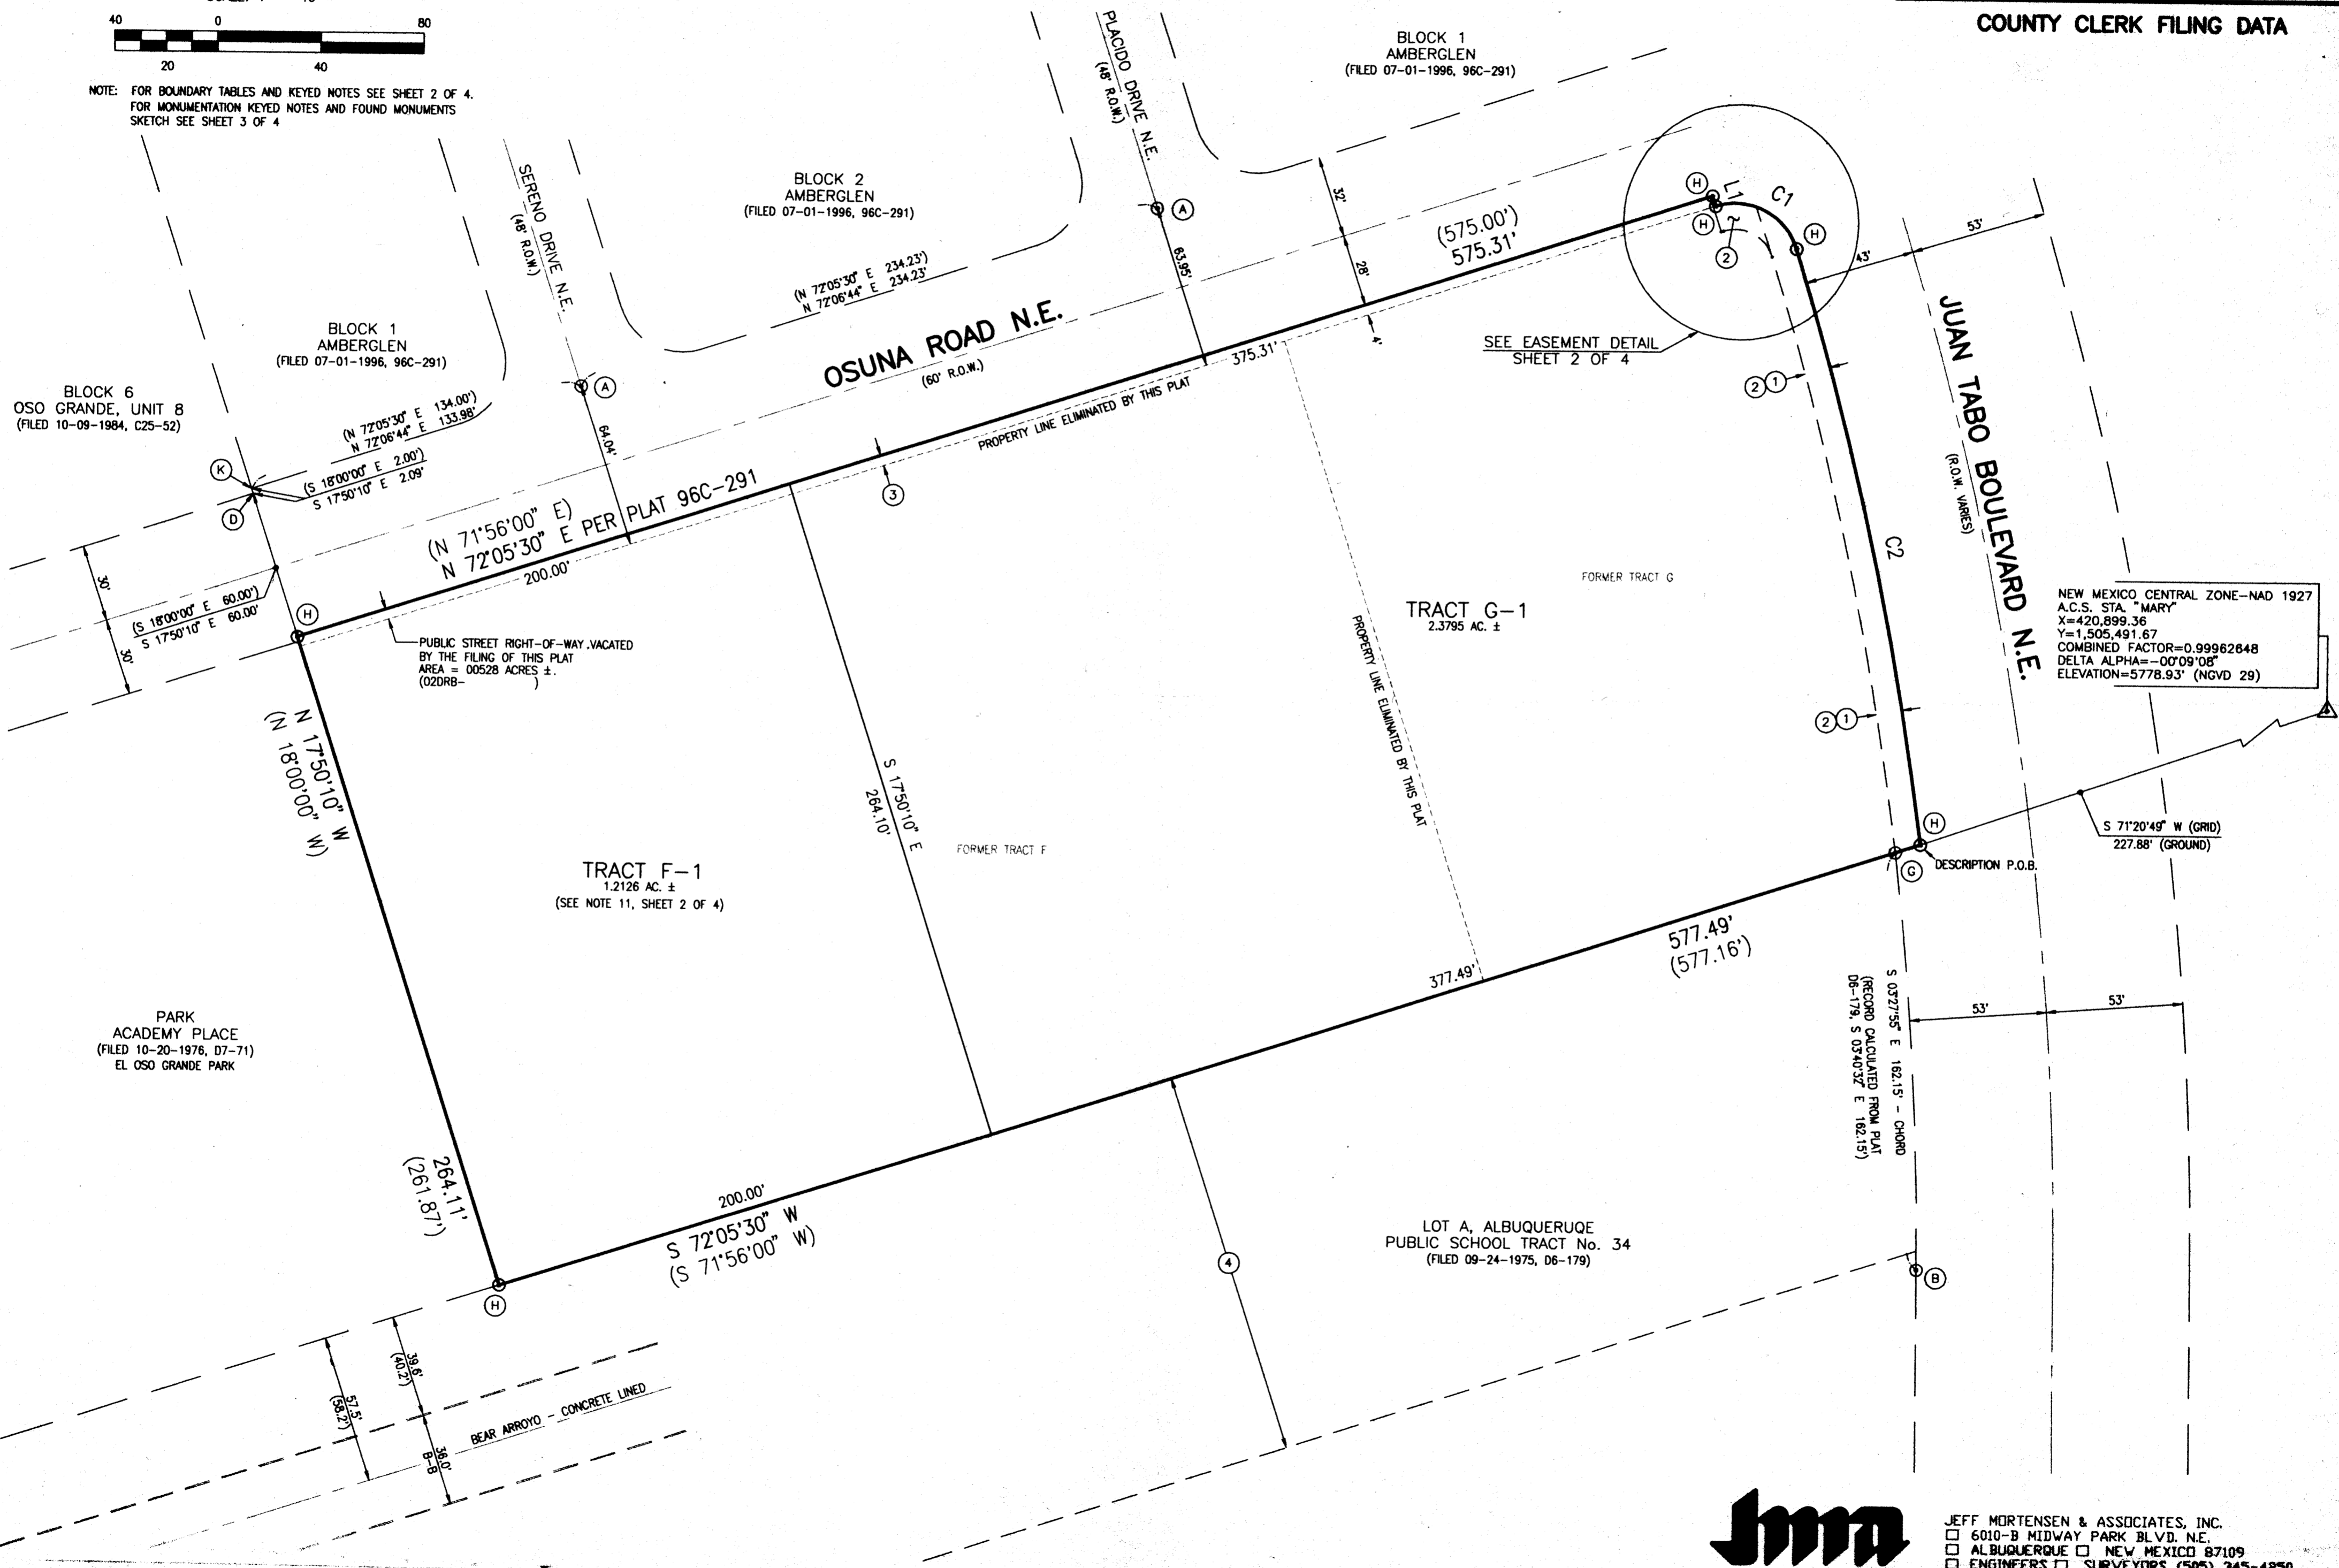 COUNTY CLERK FILING DATA
40 0 80
20 40
NOTE: FOR BOUNDARY TABLES AND KEYED NOTES SEE SHEET 2 OF 4.
FOR MONUMENTATION KEYED NOTES AND FOUND MONUMENTS
SKETCH SEE SHEET 3 OF 4
PLACIDO DRIVE N.E.
(48' R.O.W.)
BLOCK 1
AMBERGLEN
(FILED 07-01-1996, 96C-291)
SERENO DRIVE N.E.
(48' R.O.W.)
BLOCK 2
AMBERGLEN
(FILED 07-01-1996, 96C-291)
A
63.95'
32'
28'
4'
(575.00')
575.31'
H
L1
C1
H
H
2
53'
43'
(N 72°05'30" E 234.23')
N 72°06'44" E 234.23'
OSUNA ROAD N.E.
(60' R.O.W.)
BLOCK 1
AMBERGLEN
(FILED 07-01-1996, 96C-291)
A
64.04'
BLOCK 6
OSO GRANDE, UNIT 8
(FILED 10-09-1984, C25-52)
(N 72°05'30" E 134.00')
N 72°06'44" E 133.98'
K
(S 18°00'00" E 2.00')
S 17°50'10" E 2.09'
D
SEE EASEMENT DETAIL
SHEET 2 OF 4
JUAN TABO BOULEVARD N.E.
(R.O.W. VARIES)
2 1
375.31'
PROPERTY LINE ELIMINATED BY THIS PLAT
3
(N 71°56'00" E)
N 72°05'30" E PER PLAT 96C-291
200.00'
30'
30'
(S 18°00'00" E 60.00')
S 17°50'10" E 60.00'
H
PUBLIC STREET RIGHT-OF-WAY VACATED
BY THE FILING OF THIS PLAT
AREA = 00528 ACRES ±.
(02DRB- )
C2
FORMER TRACT G
TRACT G-1
2.3795 AC. ±
PROPERTY LINE ELIMINATED BY THIS PLAT
NEW MEXICO CENTRAL ZONE-NAD 1927
A.C.S. STA. "MARY"
X=420,899.36
Y=1,505,491.67
COMBINED FACTOR=0.99962648
DELTA ALPHA=-00°09'08"
ELEVATION=5778.93' (NGVD 29)
2 1
N 17°50'10" W
(N 18°00'00" W)
S 17°50'10" E
264.10'
FORMER TRACT F
TRACT F-1
1.2126 AC. ±
(SEE NOTE 11, SHEET 2 OF 4)
H
S 71°20'49" W (GRID)
227.88' (GROUND)
DESCRIPTION P.O.B.
G
577.49'
(577.16')
377.49'
S 03°27'55" E 162.15' - CHORD
(RECORD CALCULATED FROM PLAT
D6-179, S 03°40'32" E 162.15')
53'
53'
PARK
ACADEMY PLACE
(FILED 10-20-1976, D7-71)
EL OSO GRANDE PARK
264.11'
(261.87')
200.00'
S 72°05'30" W
(S 71°56'00" W)
H
4
LOT A, ALBUQUERUQE
PUBLIC SCHOOL TRACT No. 34
(FILED 09-24-1975, D6-179)
B
39.6'
(40.2')
57.5'
(58.2')
36.0'
B-B
BEAR ARROYO - CONCRETE LINED
jma
JEFF MORTENSEN & ASSOCIATES, INC.
6010-B MIDWAY PARK BLVD. N.E.
ALBUQUERQUE NEW MEXICO 87109
ENGINEERS SURVEYORS (505) 345-4250